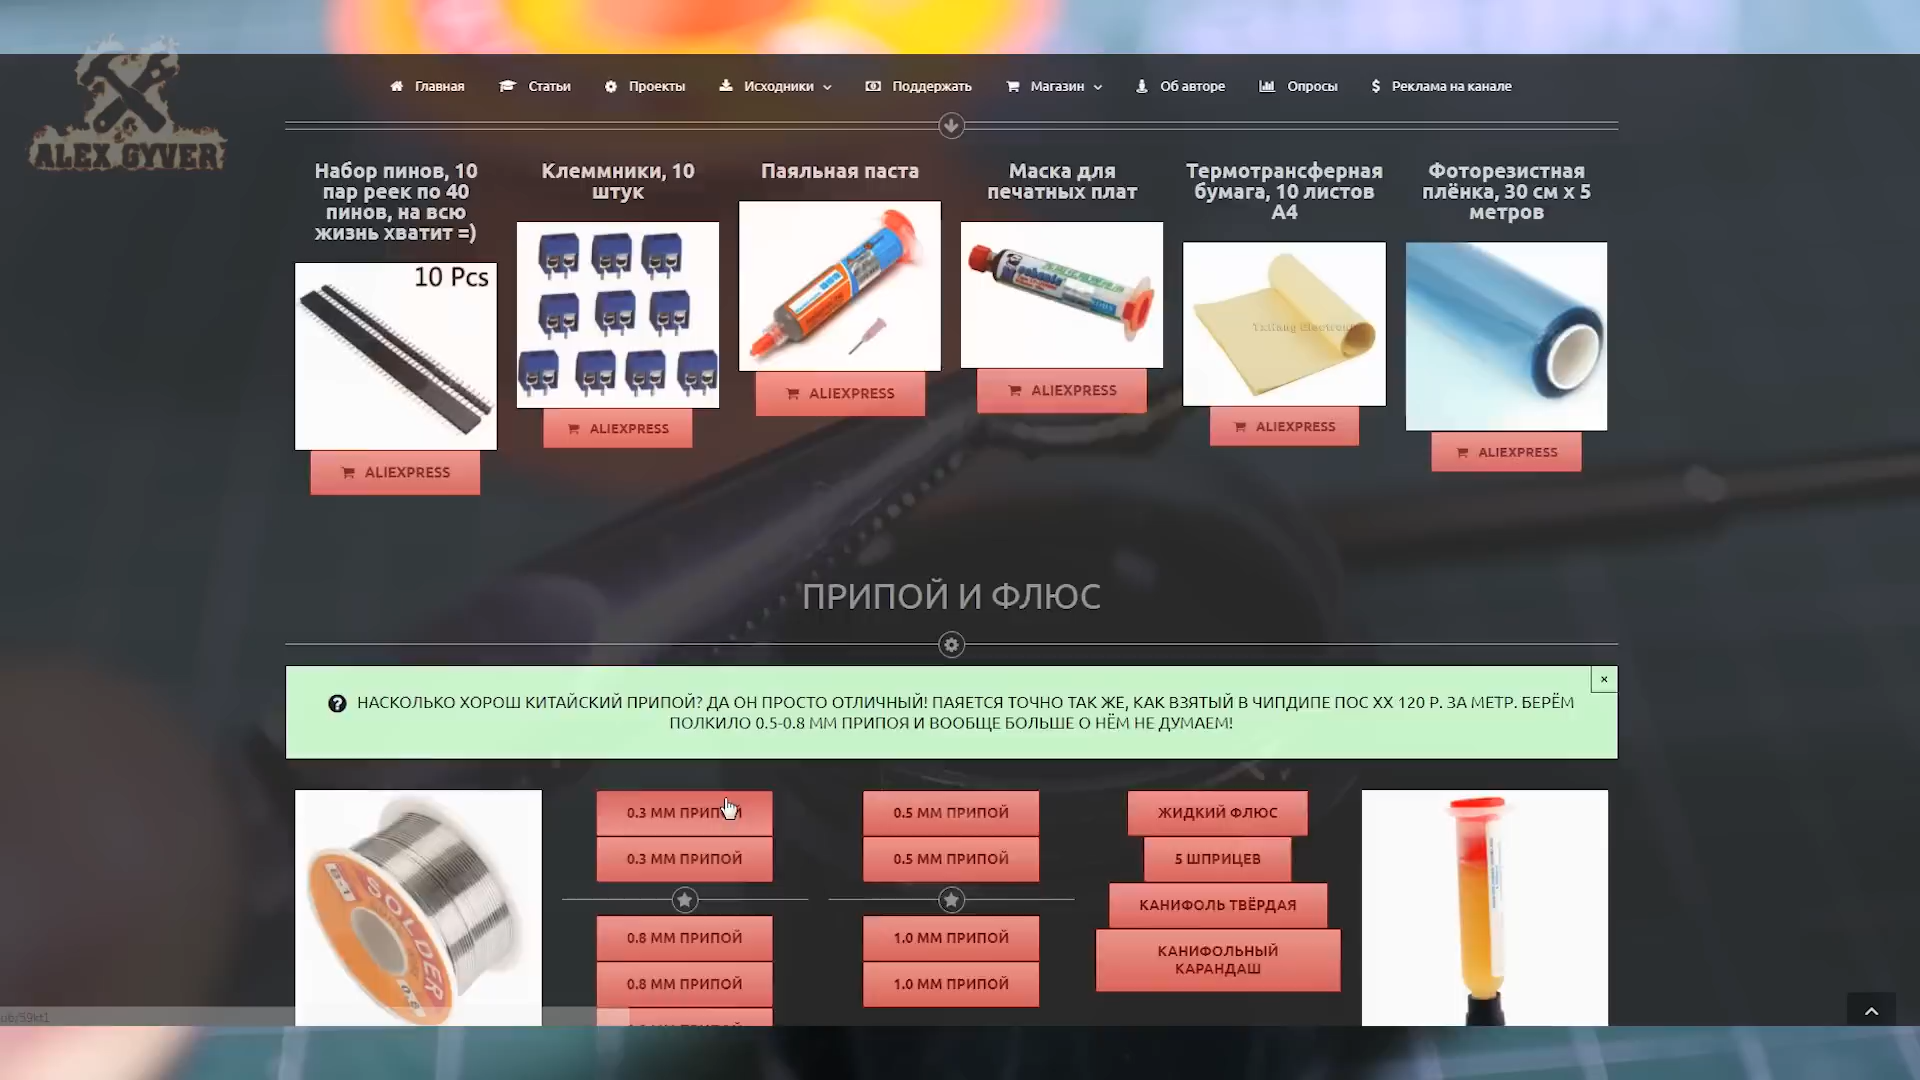 ALEX GYVER
Главная
Статьи
Проекты
Исходники
Поддержать
Магазин
Об авторе
Опросы
Реклама на канале
Набор пинов, 10
пар реек по 40
пинов, на всю
жизнь хватит =)
10 Pcs
ALIEXPRESS
Клеммники, 10
штук
ALIEXPRESS
Паяльная паста
ALIEXPRESS
Маска для
печатных плат
ALIEXPRESS
Термотрансферная
бумага, 10 листов
А4
ALIEXPRESS
Фоторезистная
плёнка, 30 см х 5
метров
ALIEXPRESS
ПРИПОЙ И ФЛЮС
НАСКОЛЬКО ХОРОШ КИТАЙСКИЙ ПРИПОЙ? ДА ОН ПРОСТО ОТЛИЧНЫЙ! ПАЯЕТСЯ ТОЧНО ТАК ЖЕ, КАК ВЗЯТЫЙ В ЧИПДИПЕ ПОС ХХ 120 Р. ЗА МЕТР. БЕРЁМ
ПОЛКИЛО 0.5-0.8 ММ ПРИПОЯ И ВООБЩЕ БОЛЬШЕ О НЁМ НЕ ДУМАЕМ!
SOLDER
0.3 ММ ПРИПОЙ
0.3 ММ ПРИПОЙ
0.8 ММ ПРИПОЙ
0.8 ММ ПРИПОЙ
0.5 ММ ПРИПОЙ
0.5 ММ ПРИПОЙ
1.0 ММ ПРИПОЙ
1.0 ММ ПРИПОЙ
ЖИДКИЙ ФЛЮС
5 ШПРИЦЕВ
КАНИФОЛЬ ТВЁРДАЯ
КАНИФОЛЬНЫЙ
КАРАНДАШ